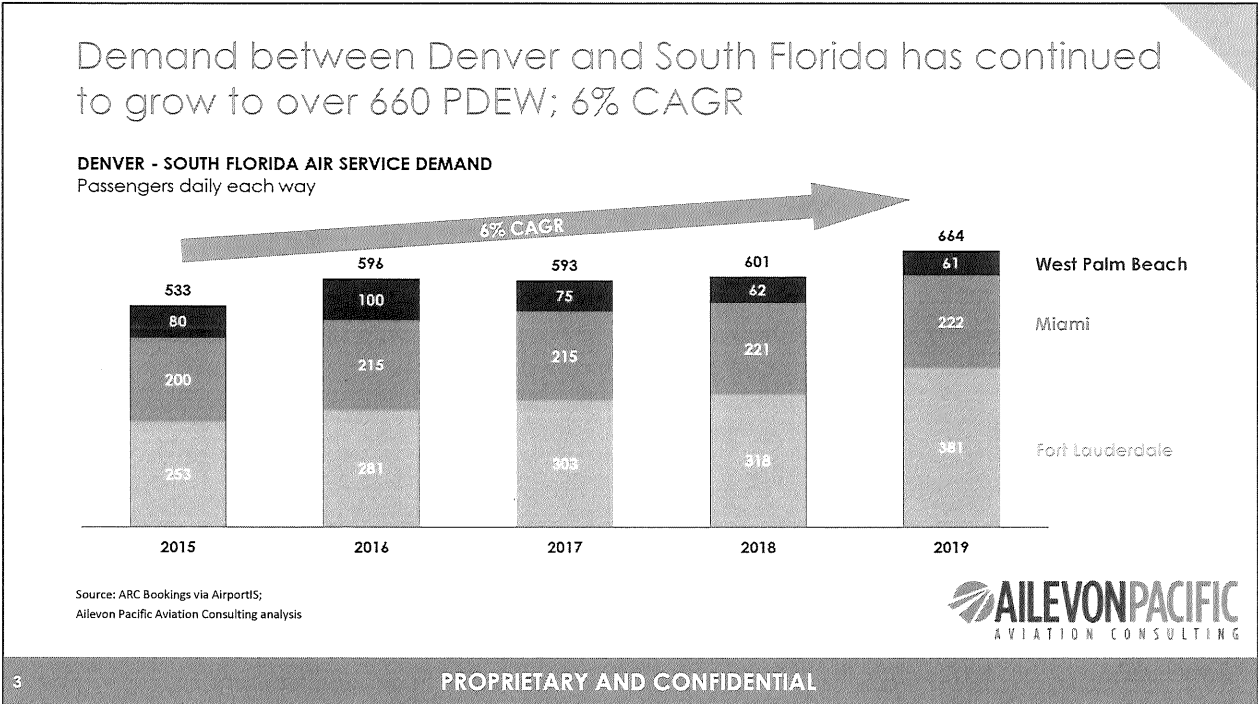 Demand between Denver and South Florida has continued
to grow to over 660 PDEW; 6% CAGR
DENVER - SOUTH FLORIDA AIR SERVICE DEMAND
Passengers daily each way
6% CAGR
533
596
593
601
664
80
100
75
62
61
West Palm Beach
200
215
215
221
222
Miami
253
281
303
318
381
Fort Lauderdale
2015
2016
2017
2018
2019
Source: ARC Bookings via AirportIS;
Ailevon Pacific Aviation Consulting analysis
AILEVONPACIFIC
AVIATION CONSULTING
3
PROPRIETARY AND CONFIDENTIAL